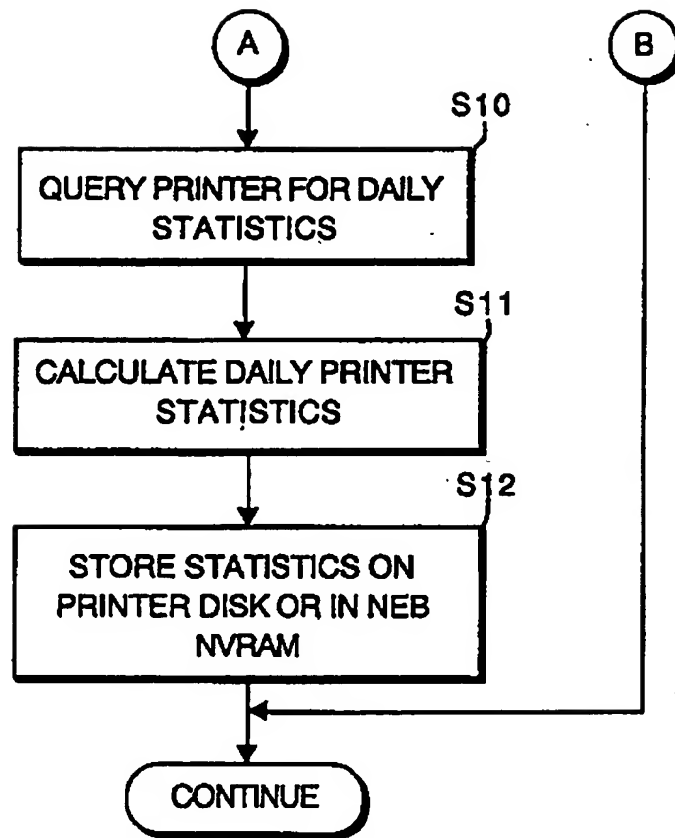 A
B
S10
QUERY PRINTER FOR DAILY
STATISTICS
S11
CALCULATE DAILY PRINTER
STATISTICS
S12
STORE STATISTICS ON
PRINTER DISK OR IN NEB
NVRAM
CONTINUE